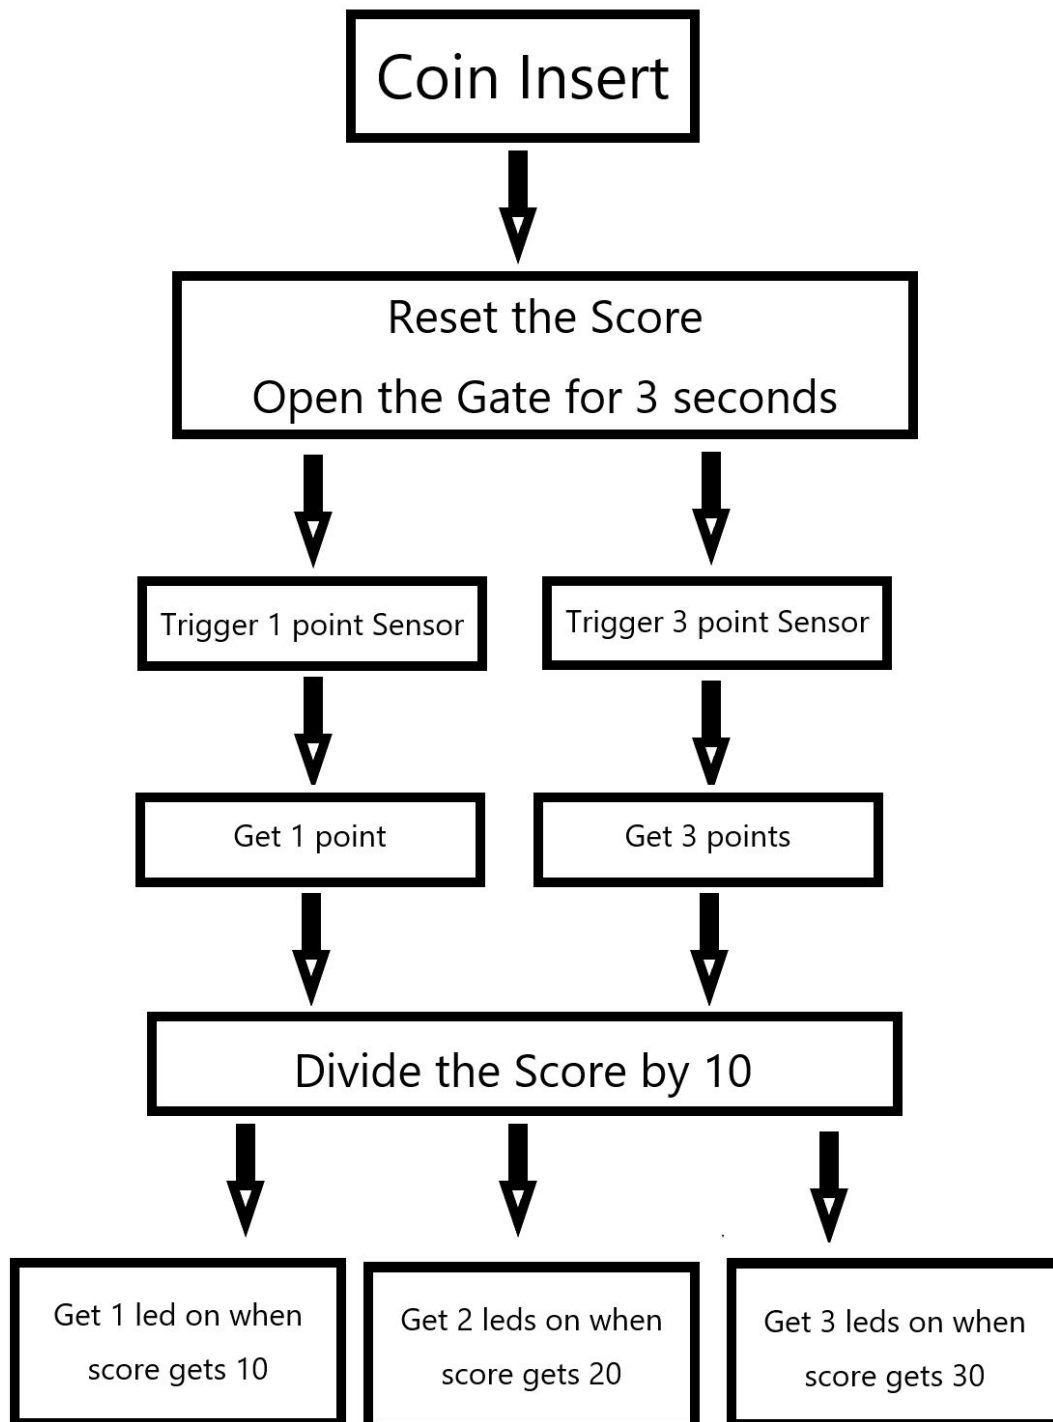 Coin Insert
Reset the Score
Open the Gate for 3 seconds
Trigger 1 point Sensor
Trigger 3 point Sensor
Get 1 point
Get 3 points
Divide the Score by 10
Get 1 led on when
score gets 10
Get 2 leds on when
score gets 20
Get 3 leds on when
score gets 30